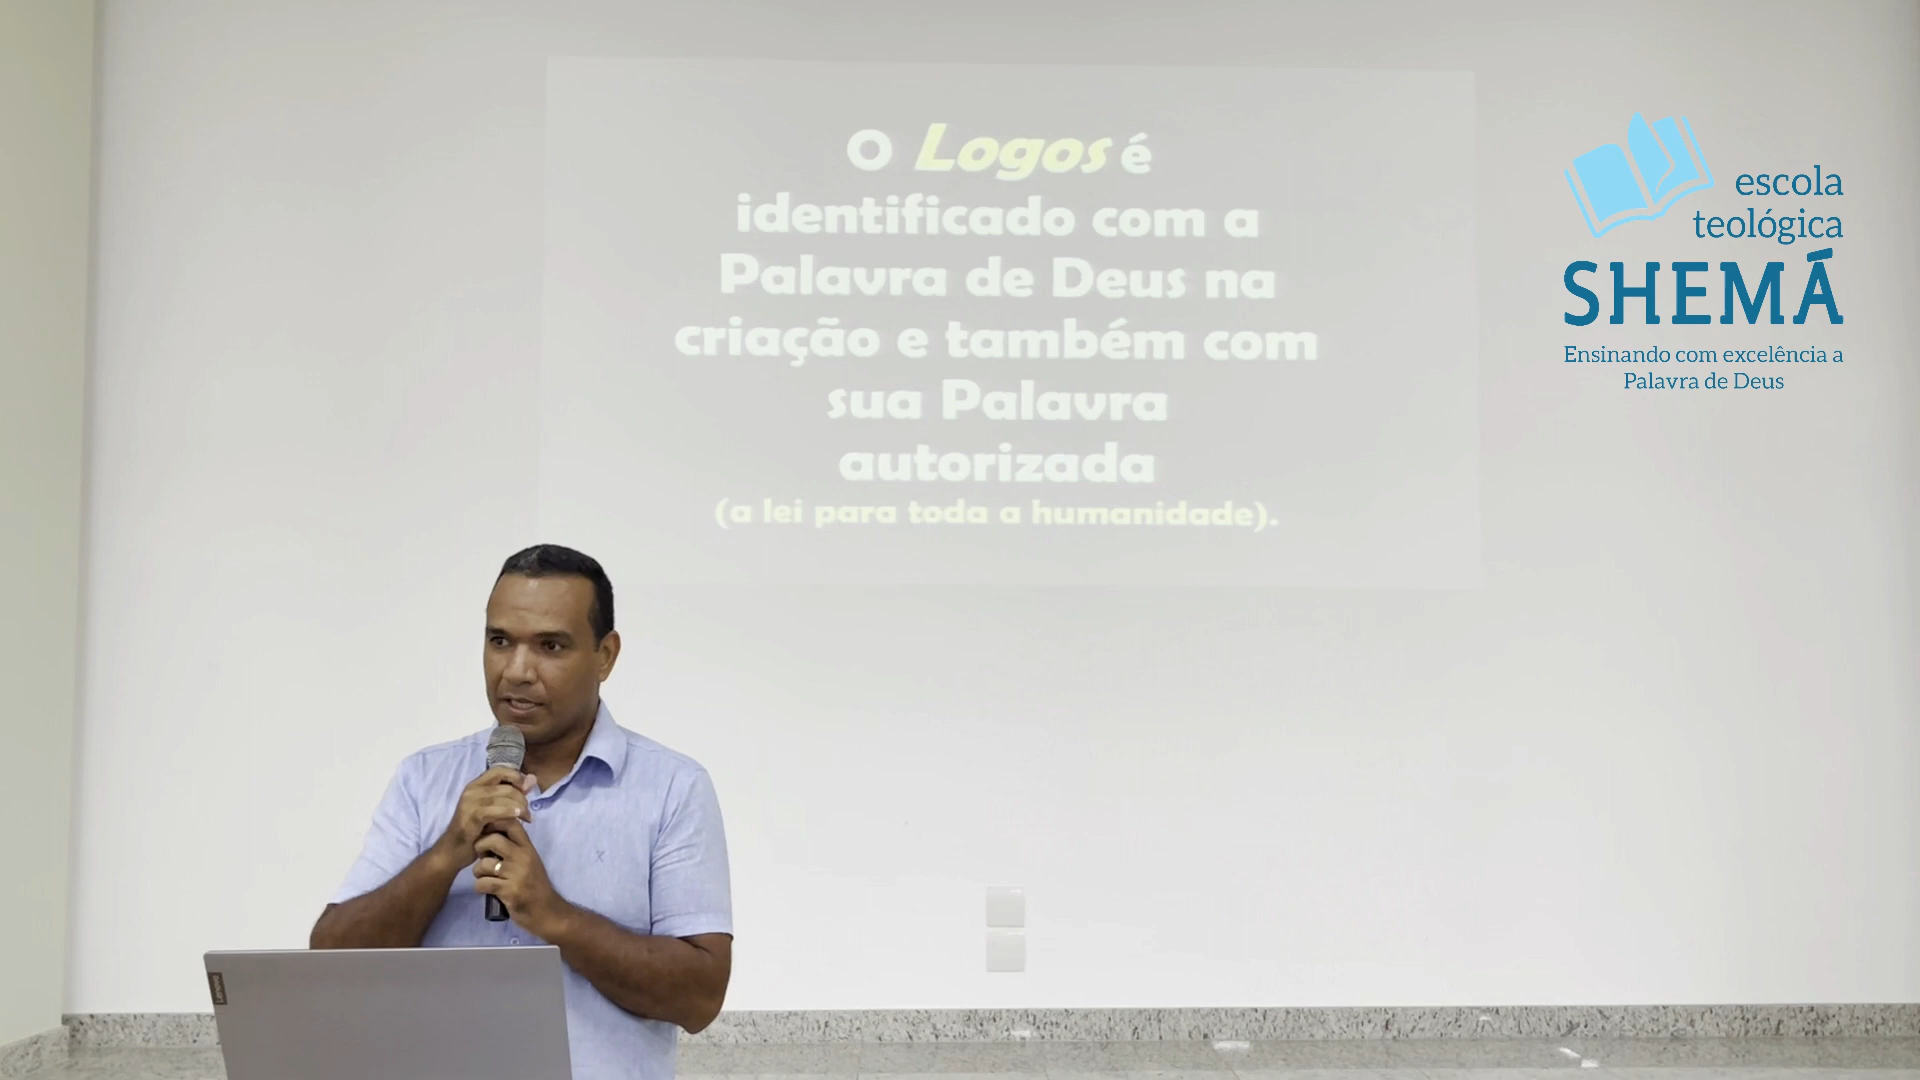 O Logos é
identificado com a
Palavra de Deus na
criação e também com
sua Palavra
autorizada
(a lei para toda a humanidade).
escola
teológica
SHEMÁ
Ensinando com excelência a
Palavra de Deus
Lenovo